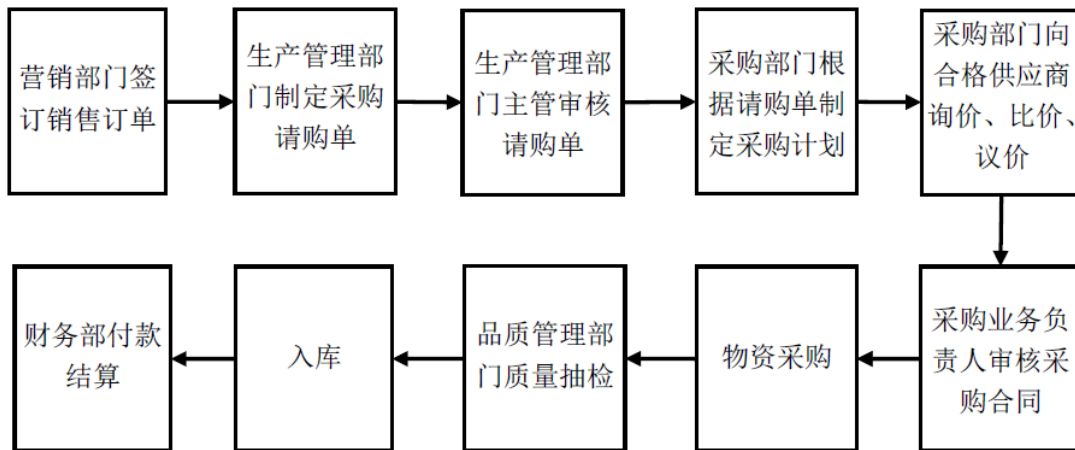 营销部门签
订销售订单
生产管理部
门制定采购
请购单
生产管理部
门主管审核
请购单
采购部门根
据请购单制
定采购计划
采购部门向
合格供应商
询价、比价、
议价
采购业务负
责人审核采
购合同
物资采购
品质管理部
门质量抽检
入库
财务部付款
结算